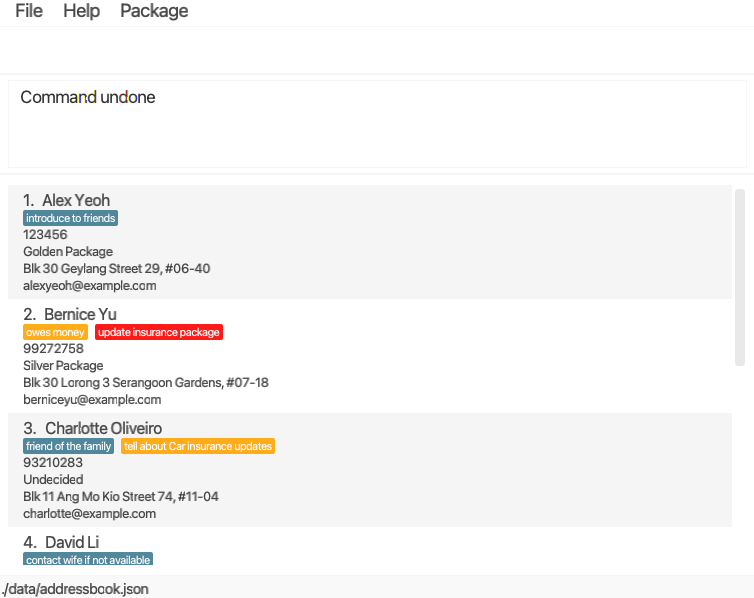 File Help Package
Command undone
1. Alex Yeoh
introduce to friends
123456
Golden Package
Blk 30 Geylang Street 29, #06-40
alexyeoh@example.com
2. Bernice Yu
owes money update insurance package
99272758
Silver Package
Blk 30 Lorong 3 Serangoon Gardens, #07-18
berniceyu@example.com
3. Charlotte Oliveiro
friend of the family tell about Car insurance updates
93210283
Undecided
Blk 11 Ang Mo Kio Street 74, #11-04
charlotte@example.com
4. David Li
contact wife if not available
./data/addressbook.json